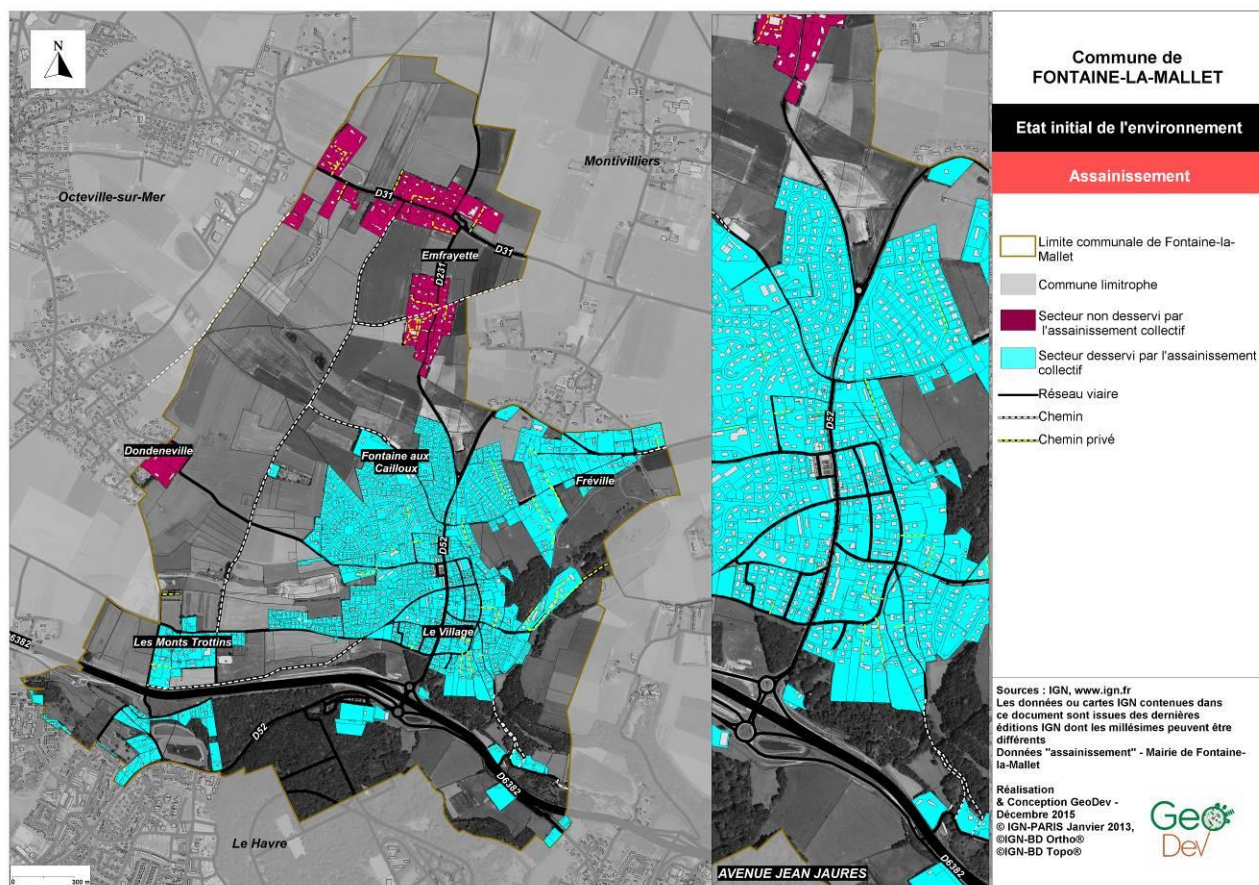 N
Octeville-sur-Mer
Montivilliers
D31
Emfrayette
D31
D231
Dondeneville
Fontaine aux
Cailloux
Fréville
D52
Les Monts Trottins
Le Village
6382
D52
D6382
Le Havre
0 300 m
D52
D6382
AVENUE JEAN JAURES
Commune de
FONTAINE-LA-MALLET
Etat initial de l'environnement
Assainissement
Limite communale de Fontaine-la-
Mallet
Commune limitrophe
Secteur non desservi par
l'assainissement collectif
Secteur desservi par l'assainissement
collectif
Réseau viaire
Chemin
Chemin privé
Sources : IGN, www.ign.fr
Les données ou cartes IGN contenues dans
ce document sont issues des dernières
éditions IGN dont les millésimes peuvent être
différents
Données "assainissement" - Mairie de Fontaine-
la-Mallet
Réalisation
& Conception GeoDev -
Décembre 2015
© IGN-PARIS Janvier 2013,
©IGN-BD Ortho®
©IGN-BD Topo®
Geo
Dev